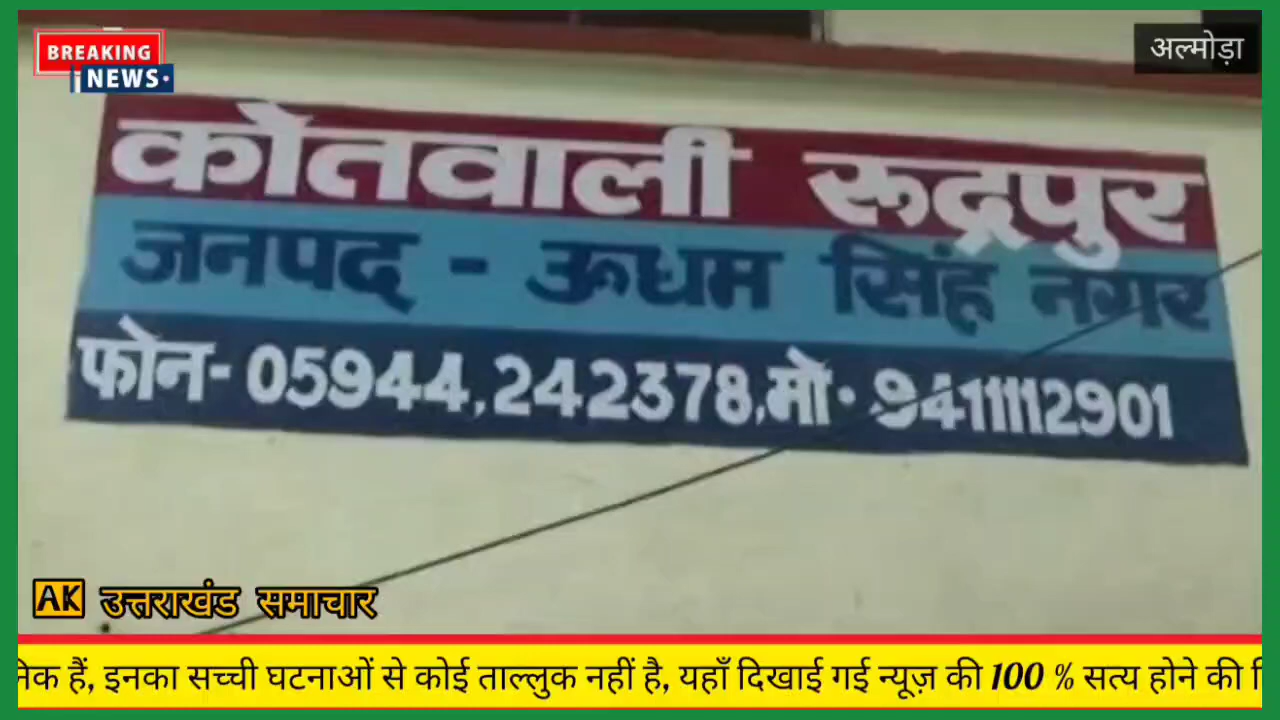 BREAKING
NEWS
अल्मोड़ा
कोतवाली रूद्रपुर
जनपद - ऊधम सिंह नगर
फोन- 05944,242378,मो· 9411112901
AK उत्तराखंड समाचार
हैं, इनका सच्ची घटनाओं से कोई ताल्लुक नहीं है, यहाँ दिखाई गई न्यूज़ की 100 % सत्य होने की